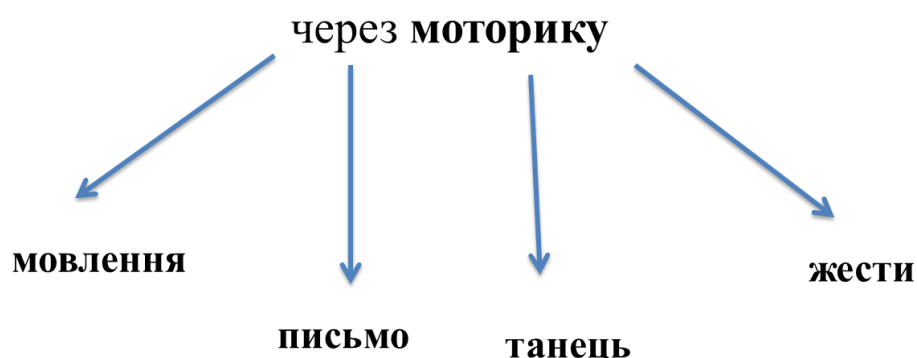 через моторику
мовлення
жести
письмо
танець